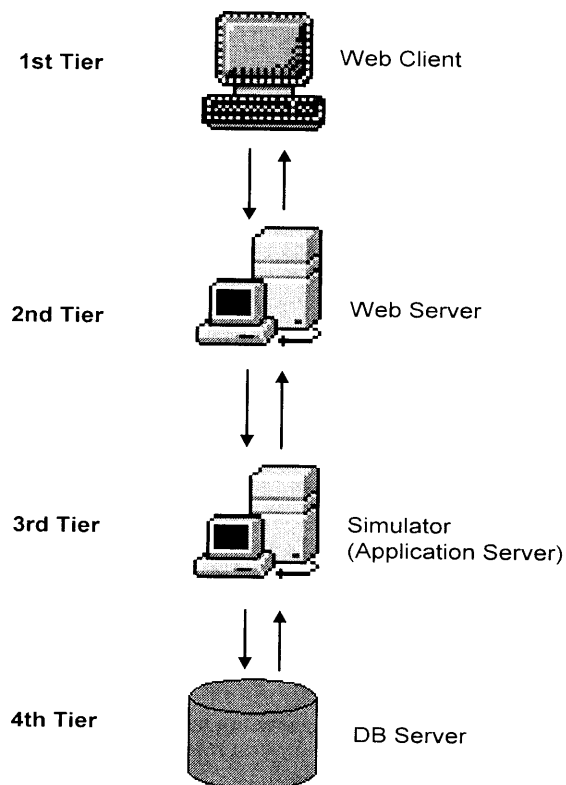 1st Tier
Web Client
2nd Tier
Web Server
3rd Tier
Simulator
(Application Server)
4th Tier
DB Server